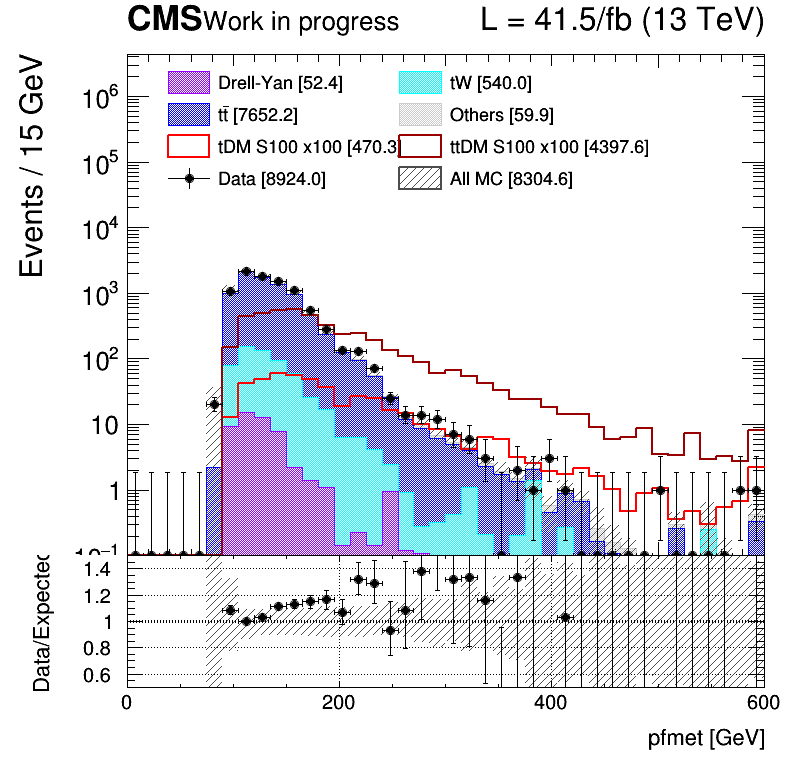 CMS Work in progress L = 41.5/fb (13 TeV)
Events / 15 GeV
Drell-Yan [52.4] tW [540.0]
tt̄ [7652.2] Others [59.9]
tDM S100 x100 [470.3] ttDM S100 x100 [4397.6]
Data [8924.0] All MC [8304.6]
10⁶
10⁵
10⁴
10³
10²
10
1
10⁻¹
Data/Expected
1.4
1.2
1
0.8
0.6
0 200 400 600
pfmet [GeV]